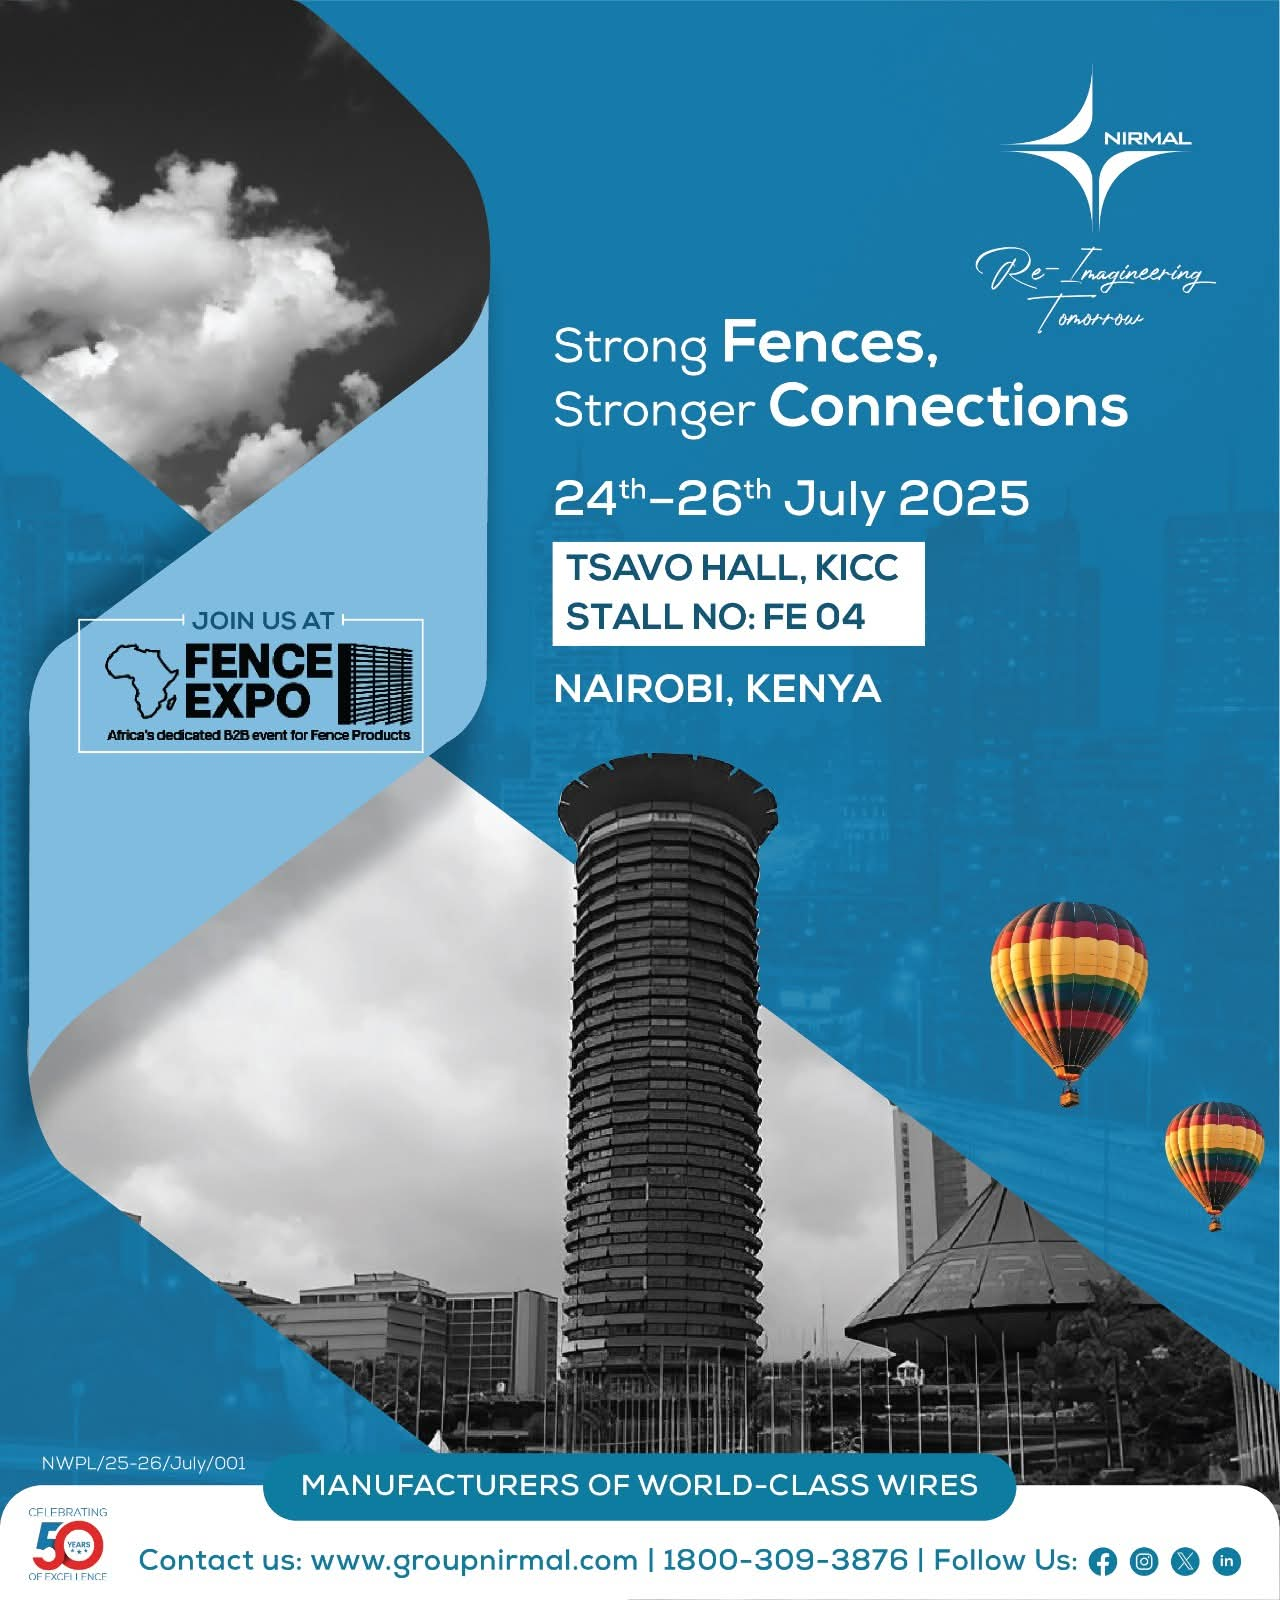 NIRMAL
Re-Imagineering
Tomorrow
Strong Fences,
Stronger Connections
24th–26th July 2025
TSAVO HALL, KICC
STALL NO: FE 04
NAIROBI, KENYA
JOIN US AT
FENCE
EXPO
Africa's dedicated B2B event for Fence Products
NWPL/25-26/July/001
MANUFACTURERS OF WORLD-CLASS WIRES
CELEBRATING
50
YEARS
OF EXCELLENCE
Contact us: www.groupnirmal.com | 1800-309-3876 | Follow Us: